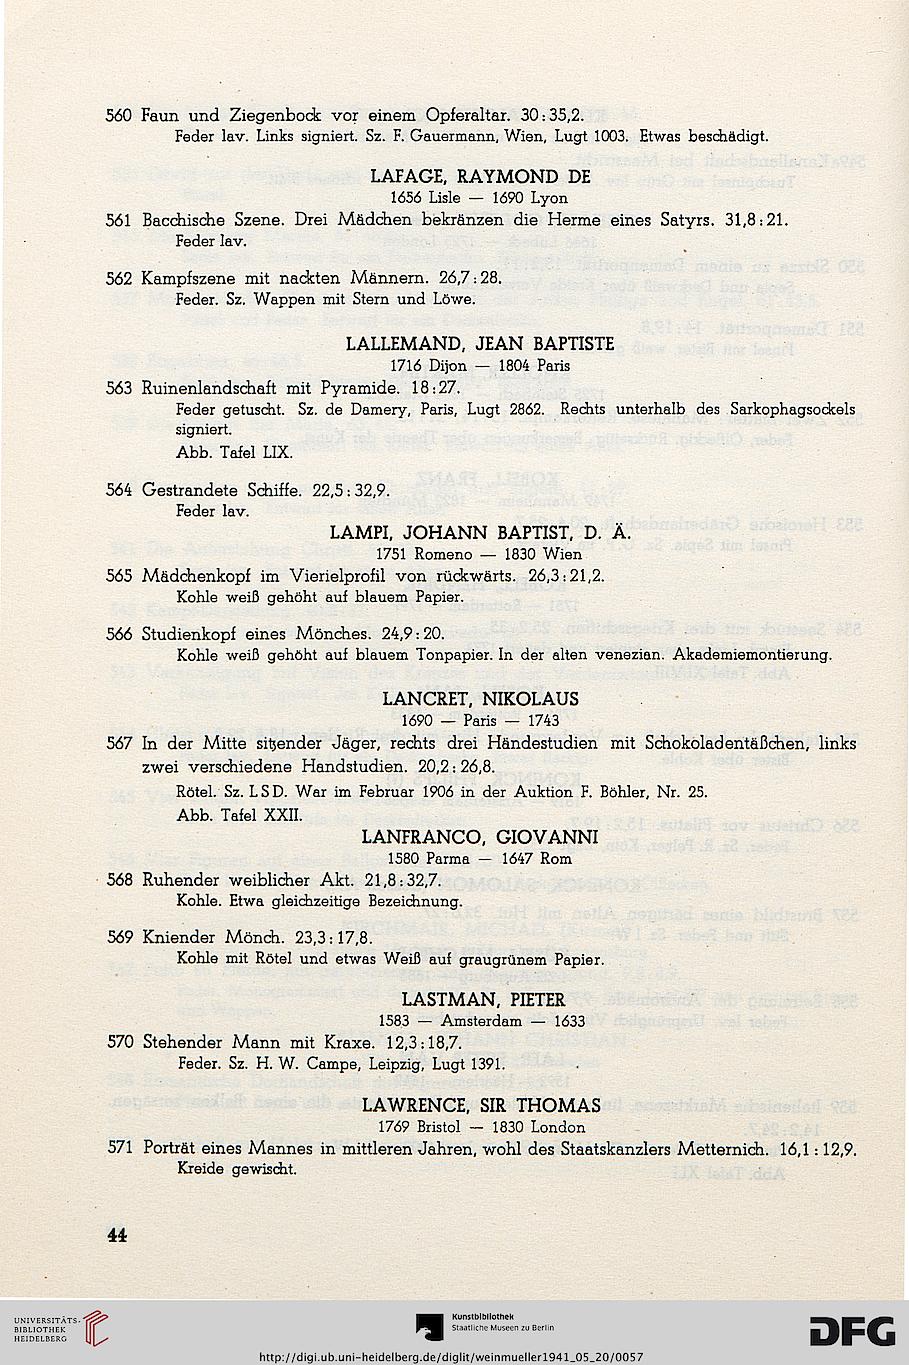 560 Faun und Ziegenbock vor einem Opferaltar. 30:35,2.
Feder lav. Links signiert. Sz. F. Gauermann, Wien, Lugt 1003. Etwas beschädigt.
LAFAGE, RAYMOND DE
1656 Lisle — 1690 Lyon
561 Bacchische Szene. Drei Mädchen bekränzen die Herme eines Satyrs. 31,8:21.
Feder lav.
562 Kampfszene mit nackten Männern. 26,7:28.
Feder. Sz. Wappen mit Stern und Löwe.
LALLEMAND, JEAN BAPTISTE
1716 Dijon — 1804 Paris
563 Ruinenlandschaft mit Pyramide. 18:27.
Feder getuscht. Sz. de Damery, Paris, Lugt 2862. Rechts unterhalb des Sarkophagsockels
signiert.
Abb. Tafel LIX.
564 Gestrandete Schiffe. 22,5:32,9.
Feder lav.
LAMPI, JOHANN BAPTIST, D. Ä.
1751 Romeno — 1830 Wien
565 Mädchenkopf im Vierielprofil von rückwärts. 26,3:21,2.
Kohle weiß gehöht auf blauem Papier.
566 Studienkopf eines Mönches. 24,9:20.
Kohle weiß gehöht auf blauem Tonpapier. In der alten venezian. Akademiemontierung.
LANCRET, NIKOLAUS
1690 — Paris — 1743
567 In der Mitte sitzender Jäger, rechts drei Händestudien mit Schokoladentäßchen, links
zwei verschiedene Handstudien. 20,2:26,8.
Rötel. Sz. LSD. War im Februar 1906 in der Auktion F. Böhler, Nr. 25.
Abb. Tafel XXII.
LANFRANCO, GIOVANNI
1580 Parma — 1647 Rom
568 Ruhender weiblicher Akt. 21,8:32,7.
Kohle. Etwa gleichzeitige Bezeichnung.
569 Kniender Mönch. 23,3:17,8.
Kohle mit Rötel und etwas Weiß auf graugrünem Papier.
LASTMAN, PIETER
1583 — Amsterdam — 1633
570 Stehender Mann mit Kraxe. 12,3:18,7.
Feder. Sz. H. W. Campe, Leipzig, Lugt 1391.
LAWRENCE, SIR THOMAS
1769 Bristol — 1830 London
571 Porträt eines Mannes in mittleren Jahren, wohl des Staatskanzlers Metternich. 16,1:12,9.
Kreide gewischt.
44
UNIVERSITÄTS-
BIBLIOTHEK
HEIDELBERG
Kunstbibliothek
Staatliche Museen zu Berlin
DFG
http://digi.ub.uni-heidelberg.de/diglit/weinmueller1941_05_20/0057